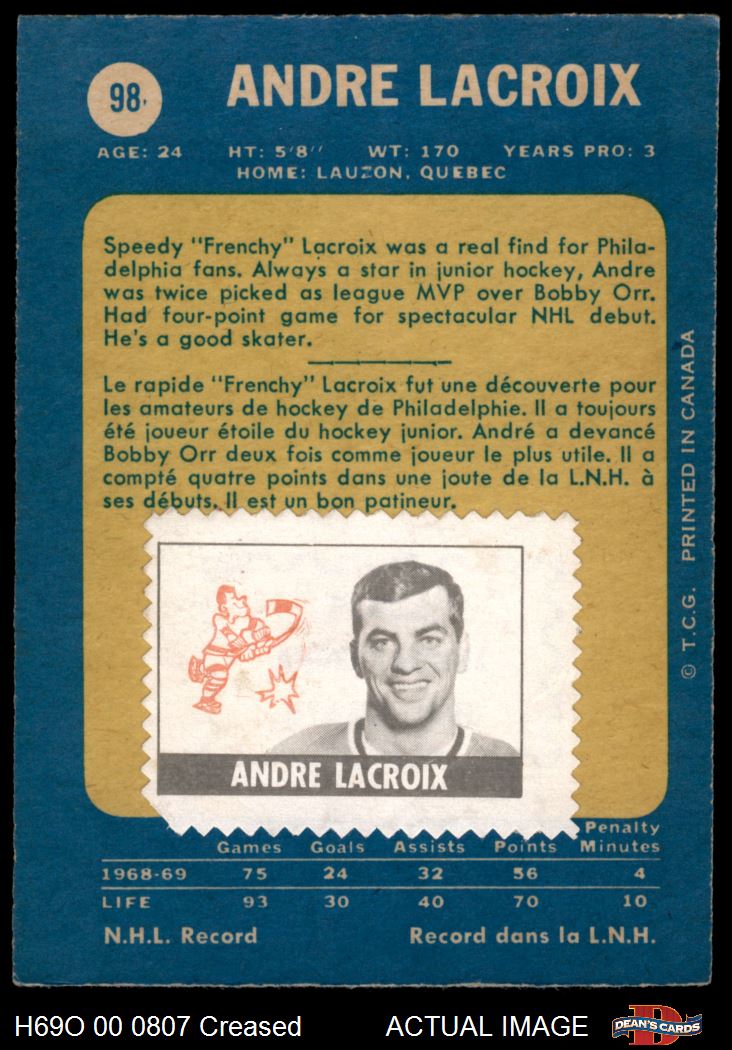 98.
ANDRE LACROIX
AGE: 24 HT: 5'8'' WT: 170 YEARS PRO: 3
HOME: LAUZON, QUEBEC
Speedy "Frenchy" Lacroix was a real find for Phila-
delphia fans. Always a star in junior hockey, Andre
was twice picked as league MVP over Bobby Orr.
Had four-point game for spectacular NHL debut.
He's a good skater.
Le rapide "Frenchy" Lacroix fut une découverte pour
les amateurs de hockey de Philadelphie. Il a toujours
été joueur étoile du hockey junior. André a devancé
Bobby Orr deux fois comme joueur le plus utile. Il a
compté quatre points dans une joute de la L.N.H. à
ses débuts. Il est un bon patineur.
© T.C.G. PRINTED IN CANADA
ANDRE LACROIX
Games Goals Assists Points Penalty Minutes
1968-69 75 24 32 56 4
LIFE 93 30 40 70 10
N.H.L. Record Record dans la L.N.H.
H69O 00 0807 Creased ACTUAL IMAGE
D
DEAN'S CARDS